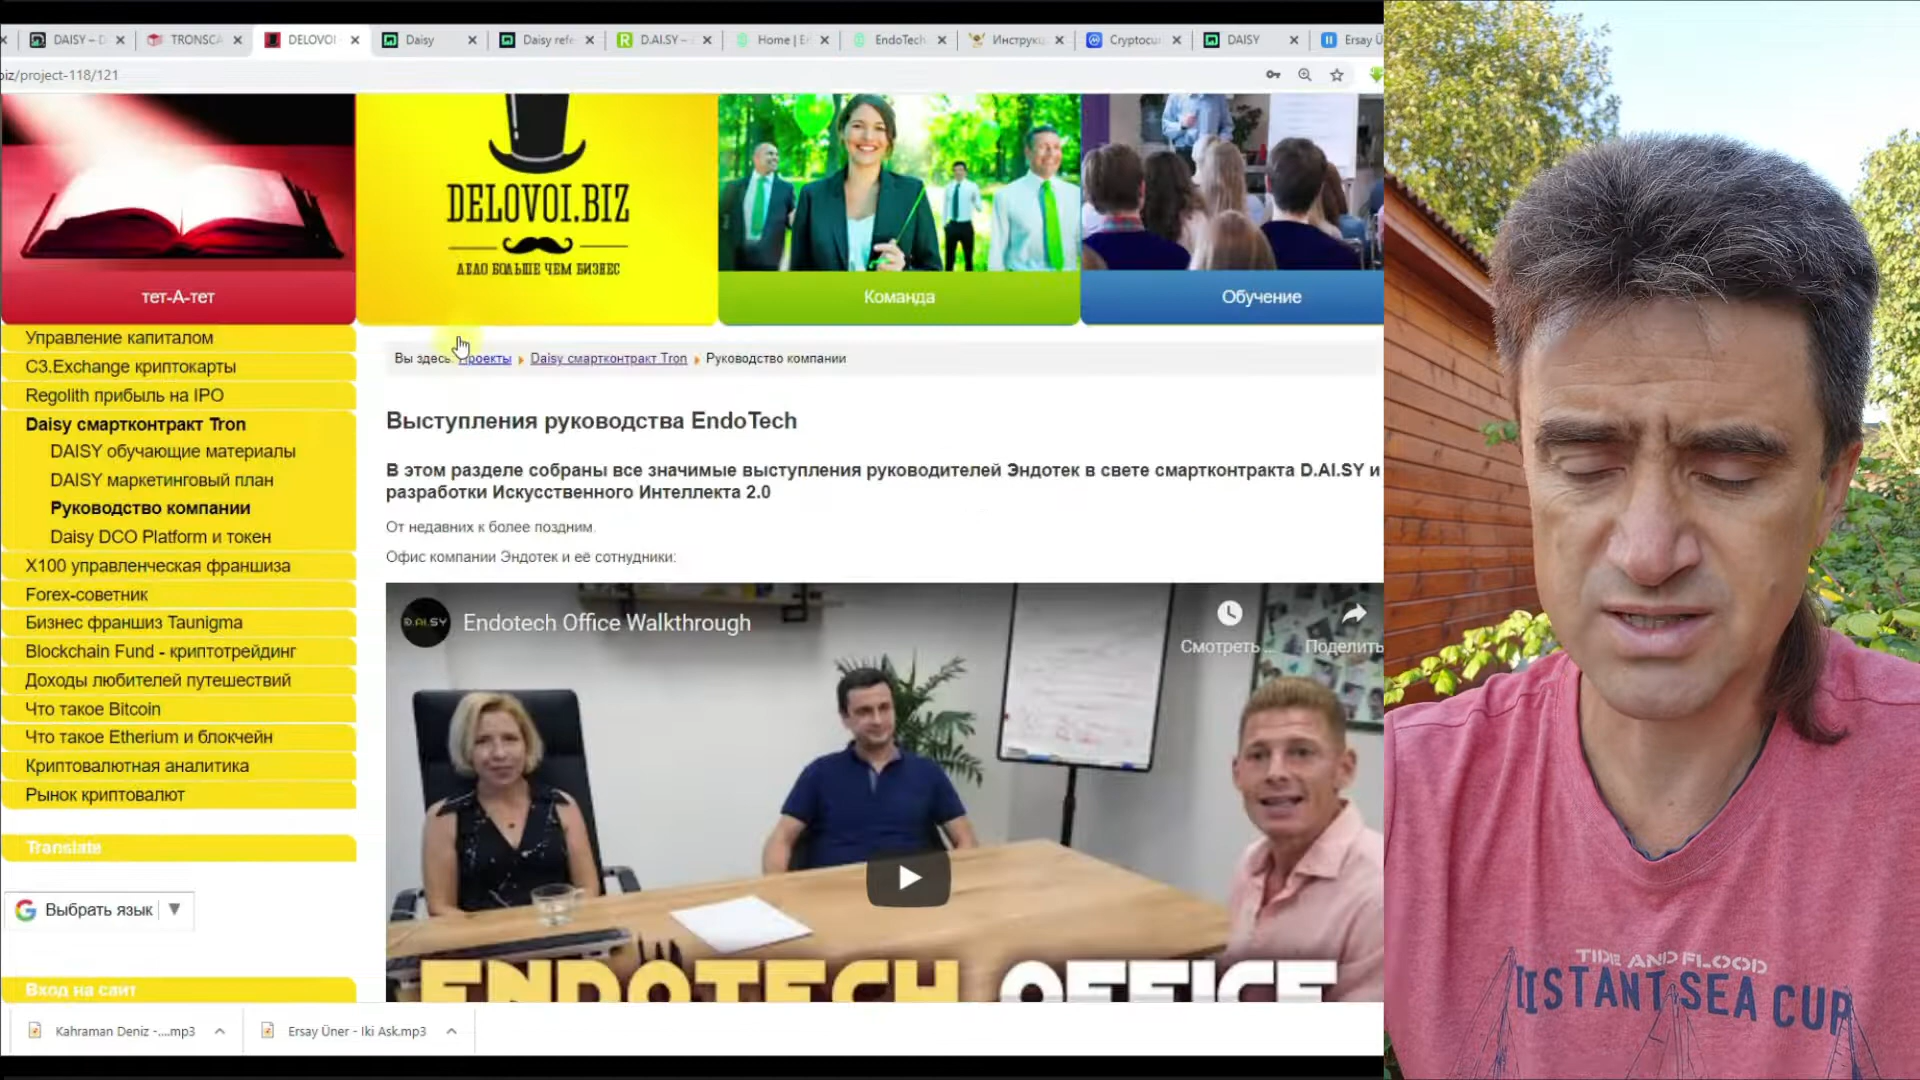 DAISY – D
TRONSCA
DELOVOI
Daisy
Daisy refe
D.AI.SY –
Home | E
EndoTech
Инструкц
Cryptocu
DAISY
Ersay Ü
biz/project-118/121
DELOVOI.BIZ
ДЕЛО БОЛЬШЕ ЧЕМ БИЗНЕС
тет-А-тет
Команда
Обучение
Управление капиталом
C3.Exchange криптокарты
Regolith прибыль на IPO
Daisy смартконтракт Tron
DAISY обучающие материалы
DAISY маркетинговый план
Руководство компании
Daisy DCO Platform и токен
X100 управленческая франшиза
Forex-советник
Бизнес франшиз Taunigma
Blockchain Fund - криптотрейдинг
Доходы любителей путешествий
Что такое Bitcoin
Что такое Etherium и блокчейн
Криптовалютная аналитика
Рынок криптовалют
Translate
Выбрать язык
Вход на сайт
Вы здесь: Проекты Daisy смартконтракт Tron Руководство компании
Выступления руководства EndoTech
В этом разделе собраны все значимые выступления руководителей Эндотек в свете смартконтракта D.AI.SY и
разработки Искусственного Интеллекта 2.0
От недавних к более поздним.
Офис компании Эндотек и её сотнудники:
D.AI.SY
Endotech Office Walkthrough
Смотреть ...
Поделить
ENDOTECH OFFICE
Kahraman Deniz -....mp3
Ersay Üner - Iki Ask.mp3
TIDE AND FLOOD
DISTANT SEA CUP